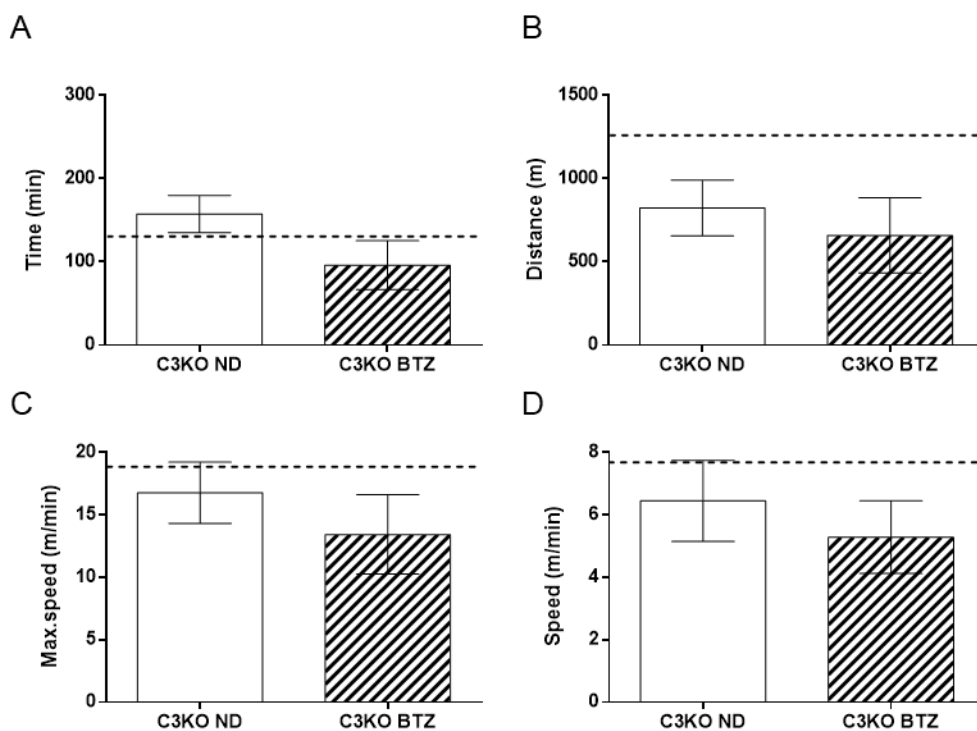 A
Time (min)
300
200
100
0
C3KO ND
C3KO BTZ
B
Distance (m)
1500
1000
500
0
C3KO ND
C3KO BTZ
C
Max.speed (m/min)
20
15
10
5
0
C3KO ND
C3KO BTZ
D
Speed (m/min)
8
6
4
2
0
C3KO ND
C3KO BTZ